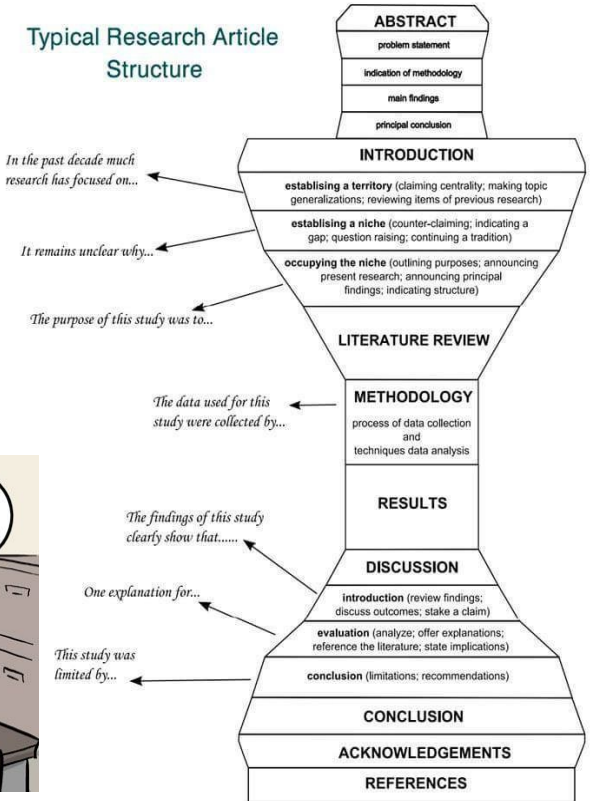 Typical Research Article
Structure
ABSTRACT
problem statement
indication of methodology
main findings
principal conclusion
INTRODUCTION
In the past decade much
research has focused on...
establising a territory (claiming centrality; making topic
generalizations; reviewing items of previous research)
establising a niche (counter-claiming; indicating a
gap; question raising; continuing a tradition)
It remains unclear why...
occupying the niche (outlining purposes; announcing
present research; announcing principal
findings; indicating structure)
The purpose of this study was to...
LITERATURE REVIEW
METHODOLOGY
The data used for this
study were collected by...
process of data collection
and
techniques data analysis
RESULTS
The findings of this study
clearly show that......
DISCUSSION
introduction (review findings;
discuss outcomes; stake a claim)
One explanation for...
evaluation (analyze; offer explanations;
reference the literature; state implications)
This study was
limited by...
conclusion (limitations; recommendations)
CONCLUSION
ACKNOWLEDGEMENTS
REFERENCES